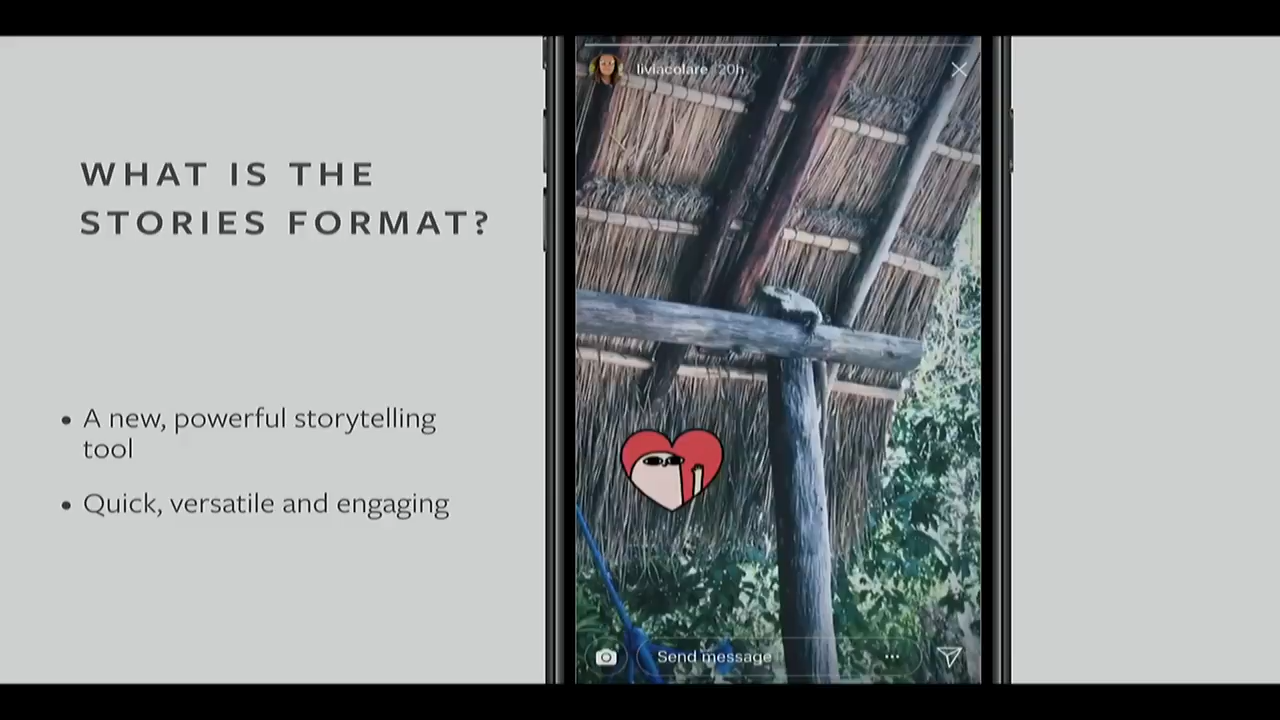 WHAT IS THE
STORIES FORMAT?
• A new, powerful storytelling
tool
• Quick, versatile and engaging
liviacolare 20h
Send message